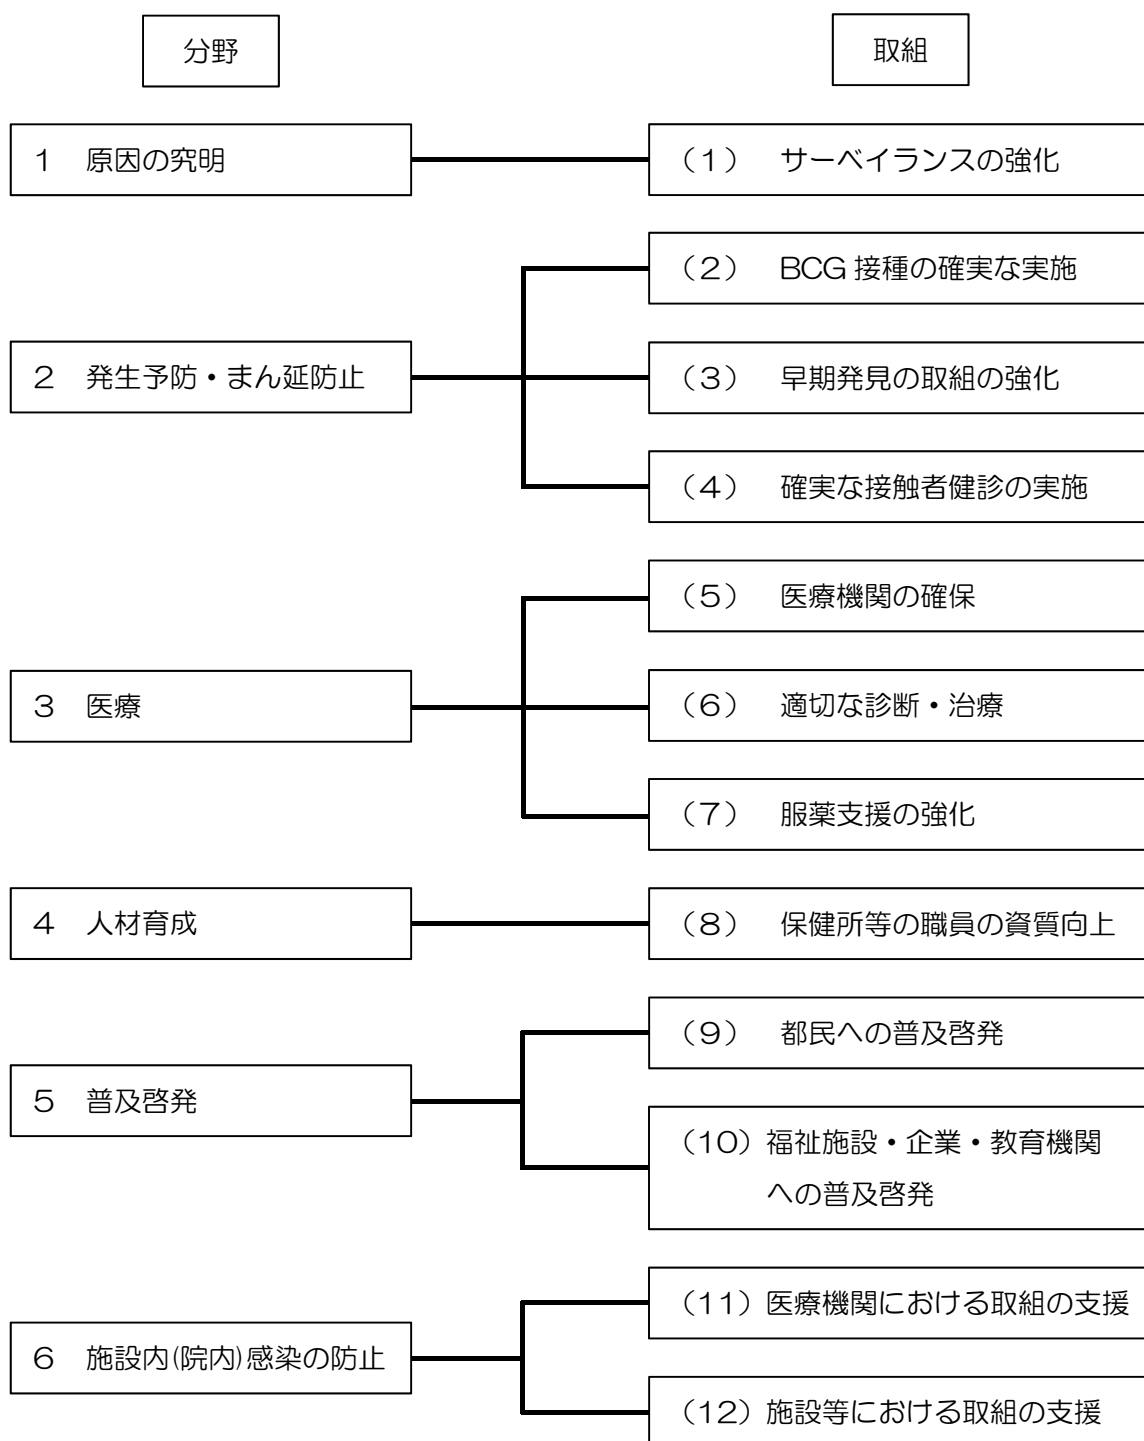 分野
取組
1 原因の究明
（1） サーベイランスの強化
2 発生予防・まん延防止
（2） BCG 接種の確実な実施
（3） 早期発見の取組の強化
（4） 確実な接触者健診の実施
3 医療
（5） 医療機関の確保
（6） 適切な診断・治療
（7） 服薬支援の強化
4 人材育成
（8） 保健所等の職員の資質向上
5 普及啓発
（9） 都民への普及啓発
（10）福祉施設・企業・教育機関
への普及啓発
6 施設内(院内)感染の防止
（11）医療機関における取組の支援
（12）施設等における取組の支援